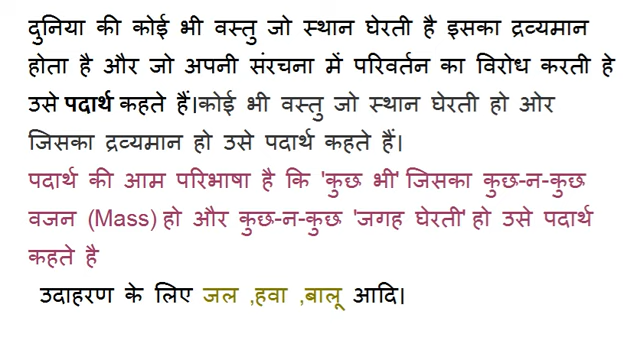 दुनिया की कोई भी वस्तु जो स्थान घेरती है इसका द्रव्यमान
होता है और जो अपनी संरचना में परिवर्तन का विरोध करती हे
उसे पदार्थ कहते हैं।कोई भी वस्तु जो स्थान घेरती हो ओर
जिसका द्रव्यमान हो उसे पदार्थ कहते हैं।
पदार्थ की आम परिभाषा है कि 'कुछ भी' जिसका कुछ-न-कुछ
वजन (Mass) हो और कुछ-न-कुछ 'जगह घेरती' हो उसे पदार्थ
कहते है
उदाहरण के लिए जल ,हवा ,बालू आदि।